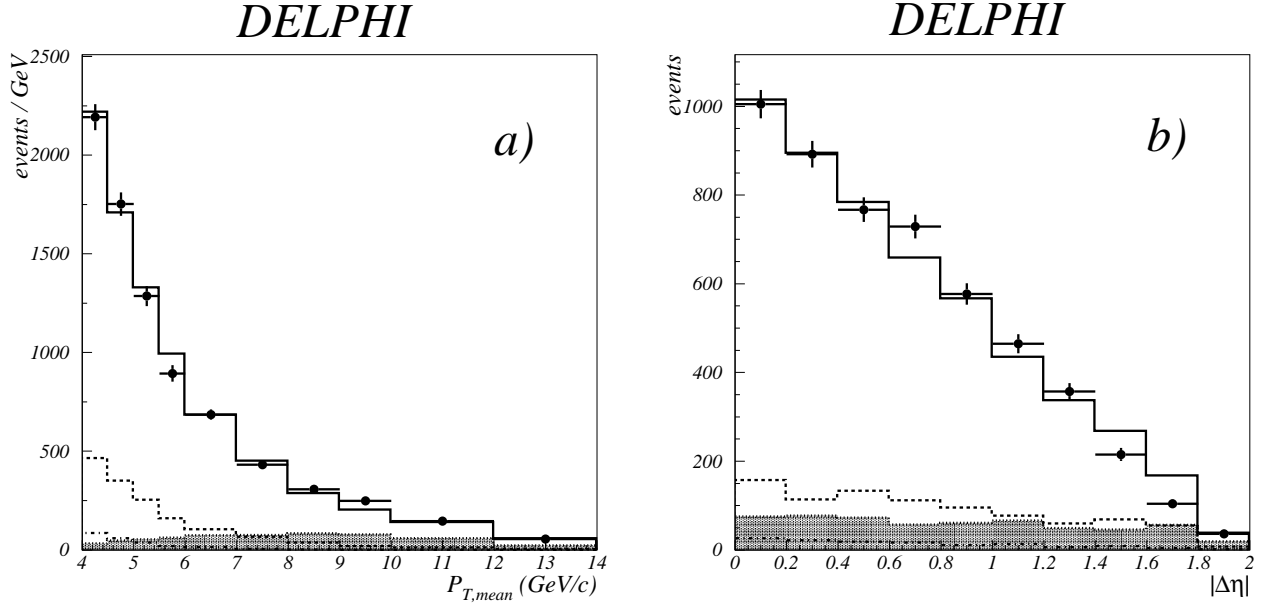 DELPHI
events / GeV
2500
2000
1500
1000
500
0
a)
4 5 6 7 8 9 10 11 12 13 14
P_{T,mean} (GeV/c)
DELPHI
events
1000
800
600
400
200
0
b)
0 0.2 0.4 0.6 0.8 1 1.2 1.4 1.6 1.8 2
|Δη|